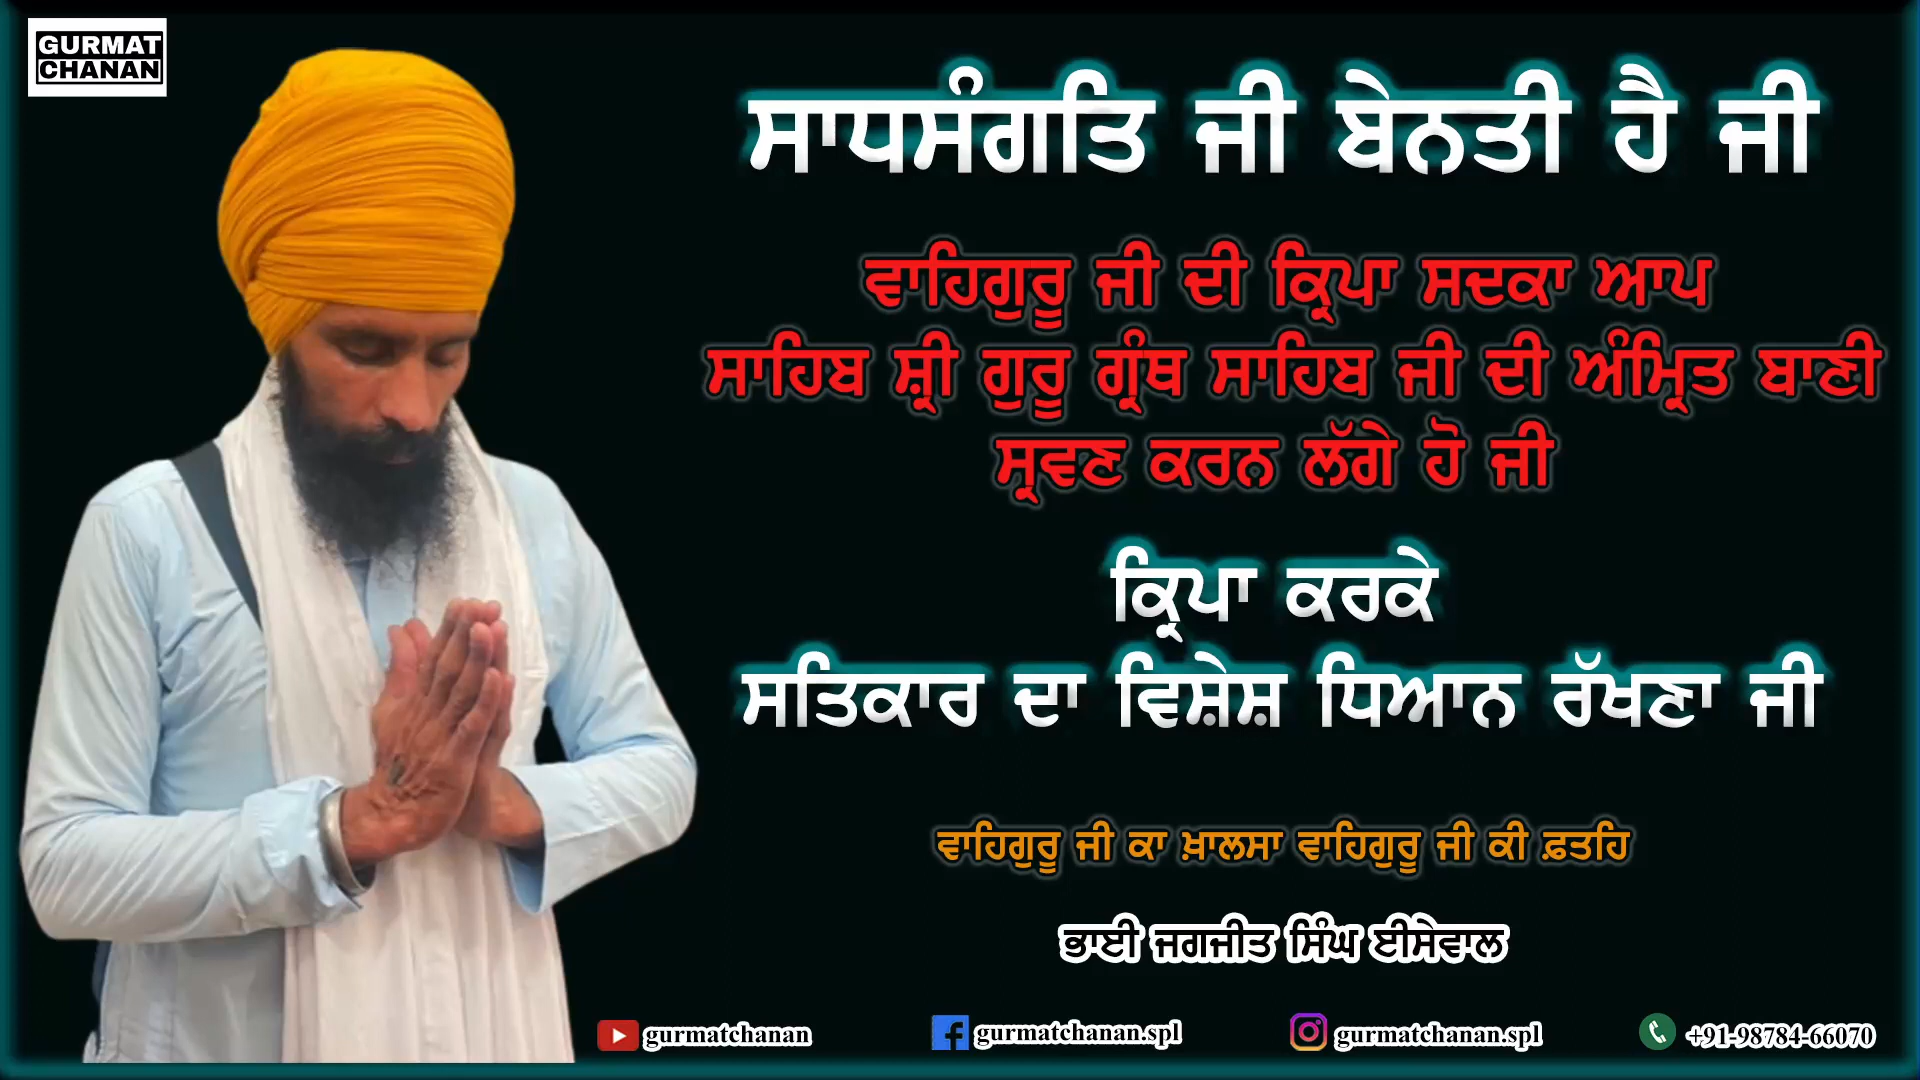 GURMAT
CHANAN
ਸਾਧਸੰਗਤਿ ਜੀ ਬੇਨਤੀ ਹੈ ਜੀ
ਵਾਹਿਗੁਰੂ ਜੀ ਦੀ ਕ੍ਰਿਪਾ ਸਦਕਾ ਆਪ
ਸਾਹਿਬ ਸ਼੍ਰੀ ਗੁਰੂ ਗ੍ਰੰਥ ਸਾਹਿਬ ਜੀ ਦੀ ਅੰਮ੍ਰਿਤ ਬਾਣੀ
ਸ੍ਰਵਣ ਕਰਨ ਲੱਗੇ ਹੋ ਜੀ
ਕ੍ਰਿਪਾ ਕਰਕੇ
ਸਤਿਕਾਰ ਦਾ ਵਿਸ਼ੇਸ਼ ਧਿਆਨ ਰੱਖਣਾ ਜੀ
ਵਾਹਿਗੁਰੂ ਜੀ ਕਾ ਖ਼ਾਲਸਾ ਵਾਹਿਗੁਰੂ ਜੀ ਕੀ ਫ਼ਤਹਿ
ਭਾਈ ਜਗਜੀਤ ਸਿੰਘ ਈਸੇਵਾਲ
gurmatchanan gurmatchanan.spl gurmatchanan.spl +91-98784-66070